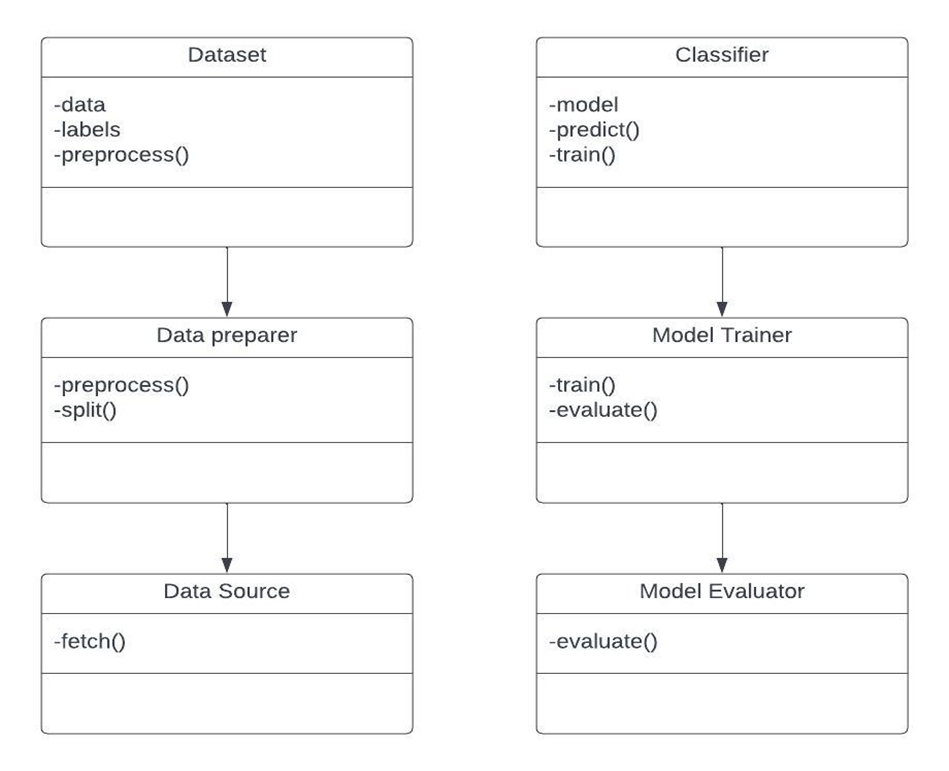 Dataset
-data
-labels
-preprocess()
Data preparer
-preprocess()
-split()
Data Source
-fetch()
Classifier
-model
-predict()
-train()
Model Trainer
-train()
-evaluate()
Model Evaluator
-evaluate()